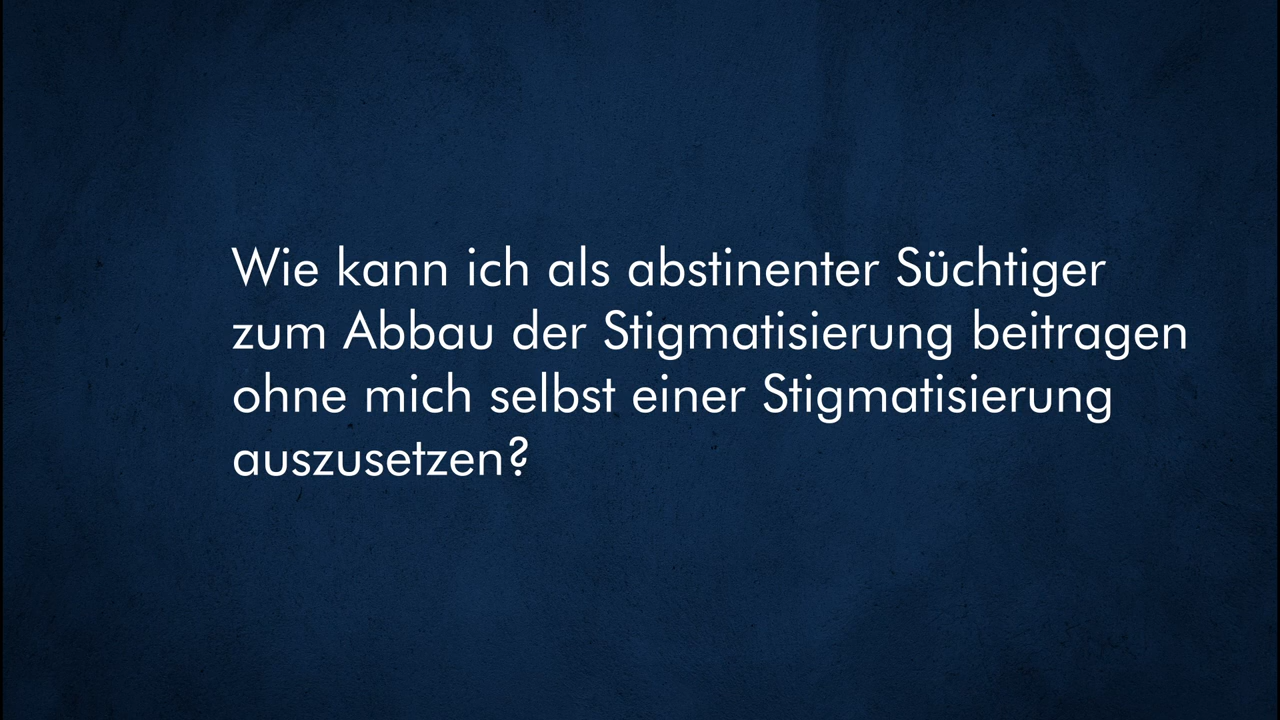 Wie kann ich als abstinenter Süchtiger
zum Abbau der Stigmatisierung beitragen
ohne mich selbst einer Stigmatisierung
auszusetzen?